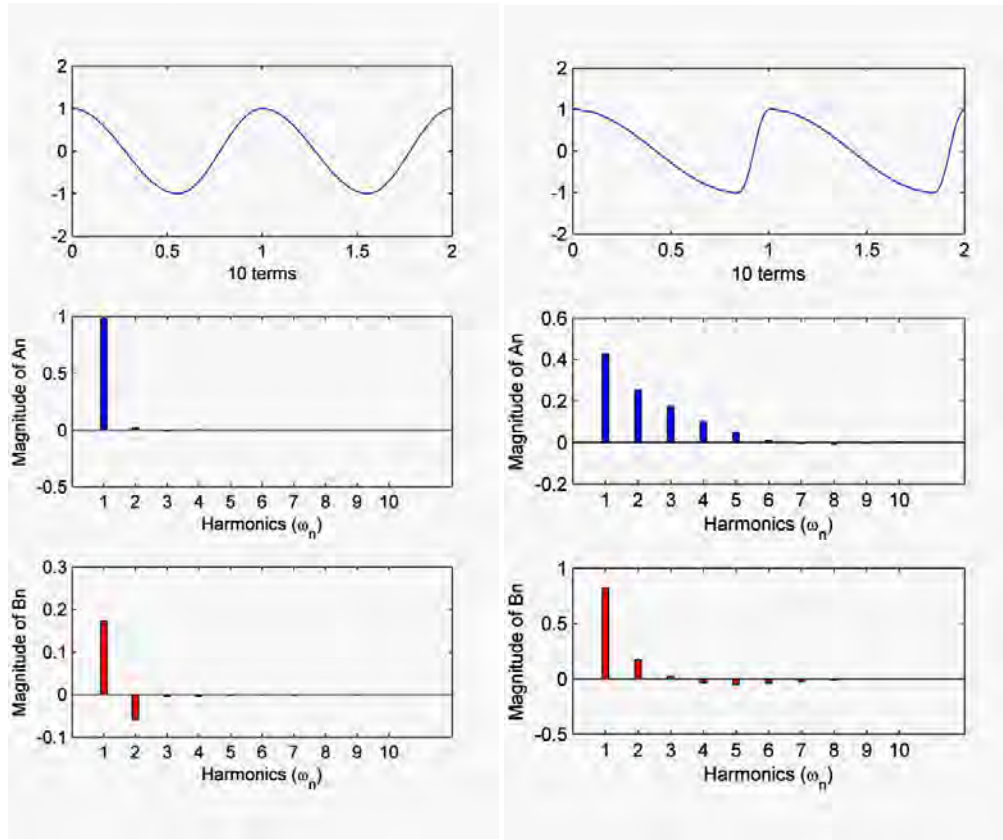 2
1
0
-1
-2
0 0.5 1 1.5 2
10 terms
1
0.5
0
-0.5
Magnitude of An
1 2 3 4 5 6 7 8 9 10
Harmonics (ωn)
0.3
0.2
0.1
0
-0.1
Magnitude of Bn
1 2 3 4 5 6 7 8 9 10
Harmonics (ωn)
2
1
0
-1
-2
0 0.5 1 1.5 2
10 terms
0.6
0.4
0.2
0
-0.2
Magnitude of An
1 2 3 4 5 6 7 8 9 10
Harmonics (ωn)
1
0.5
0
-0.5
Magnitude of Bn
1 2 3 4 5 6 7 8 9 10
Harmonics (ωn)